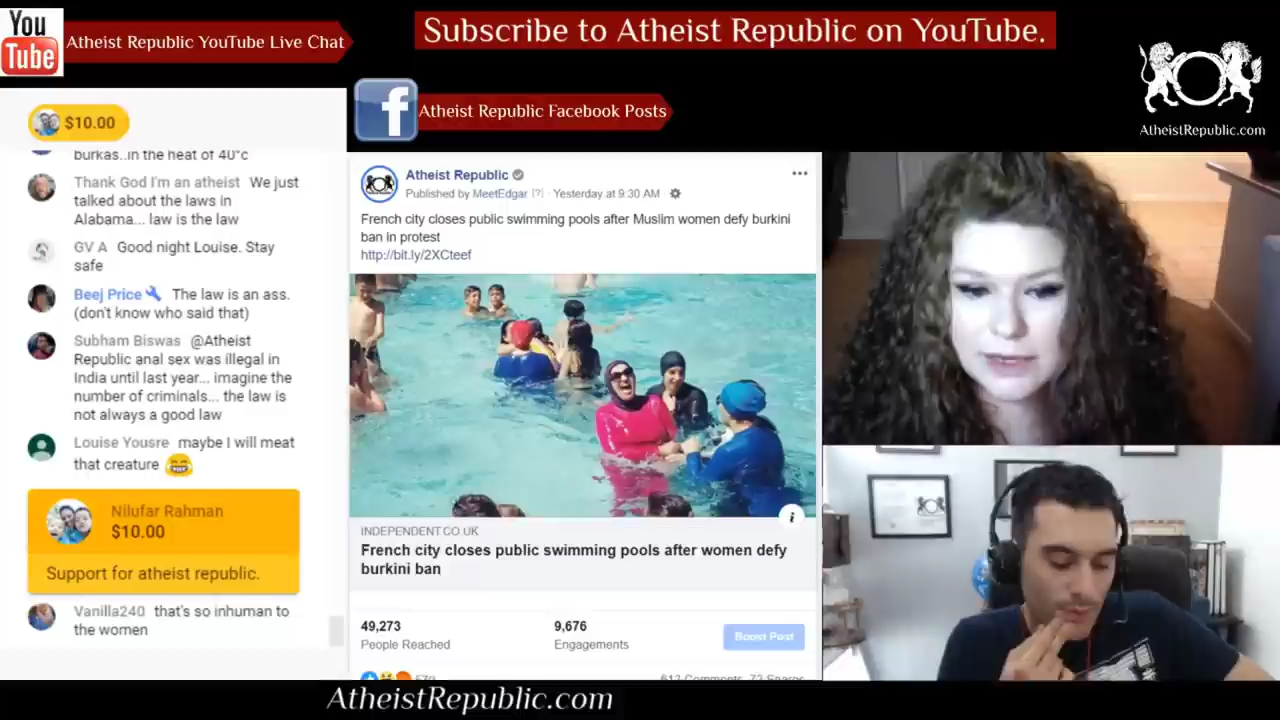 You
Tube
Atheist Republic YouTube Live Chat
Subscribe to Atheist Republic on YouTube.
f
Atheist Republic Facebook Posts
AtheistRepublic.com
$10.00
burkas..in the heat of 40°c
Thank God I'm an atheist We just
talked about the laws in
Alabama... law is the law
GV A Good night Louise. Stay
safe
Beej Price The law is an ass.
(don't know who said that)
Subham Biswas @Atheist
Republic anal sex was illegal in
India until last year... imagine the
number of criminals... the law is
not always a good law
Louise Yousre maybe I will meat
that creature
Nilufar Rahman
$10.00
Support for atheist republic.
Vanilla240 that's so inhuman to
the women
Atheist Republic
Published by MeetEdgar [?] · Yesterday at 9:30 AM ·
French city closes public swimming pools after Muslim women defy burkini
ban in protest
http://bit.ly/2XCteef
i
INDEPENDENT.CO.UK
French city closes public swimming pools after women defy
burkini ban
49,273
People Reached
9,676
Engagements
Boost Post
612 Comments 73 Shares
AtheistRepublic.com